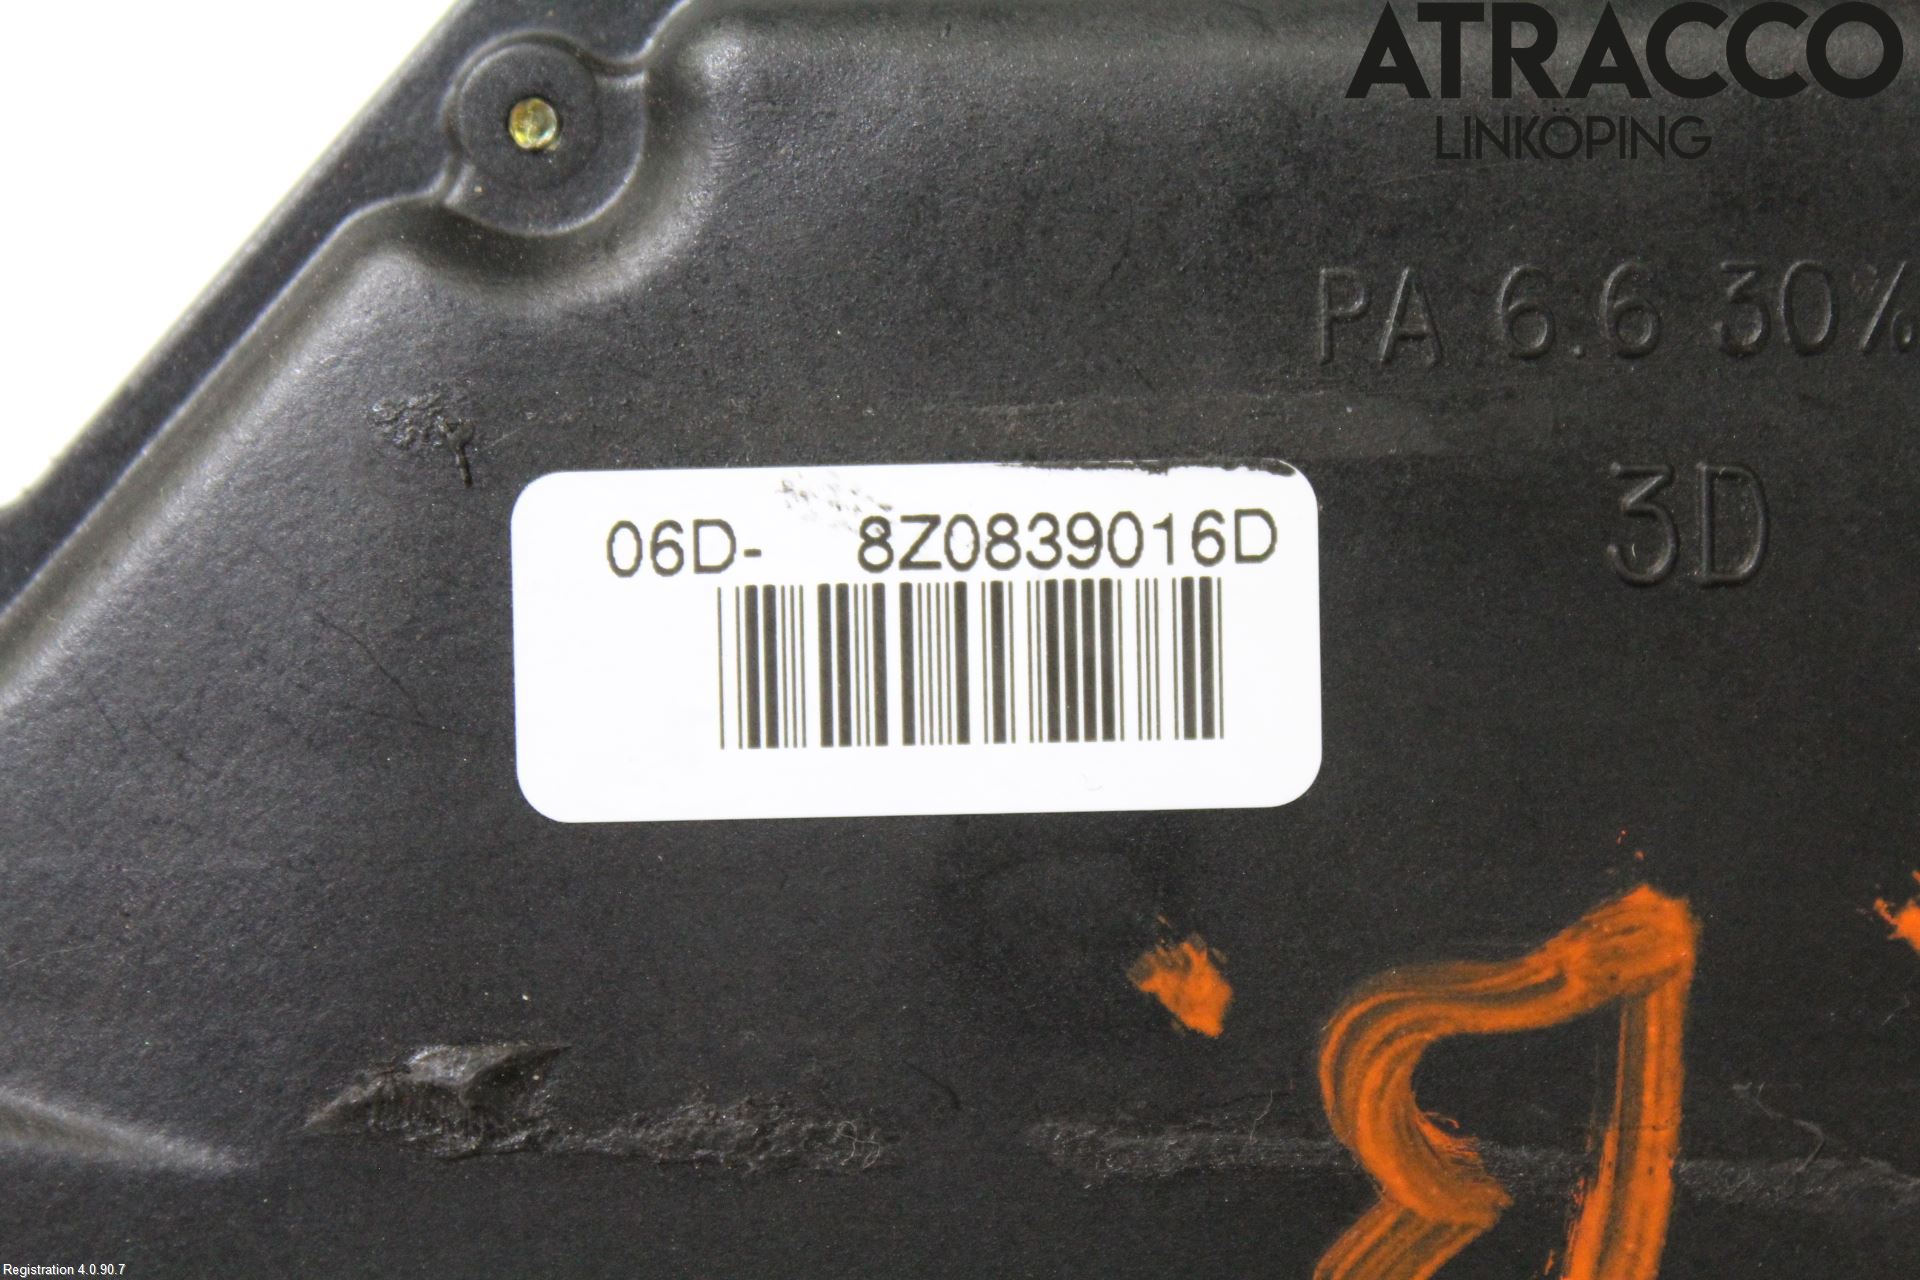 ATRACCO
LINKÖPING
PA 6.6 30%
3D
06D- 8Z0839016D
Registration 4.0.90.7